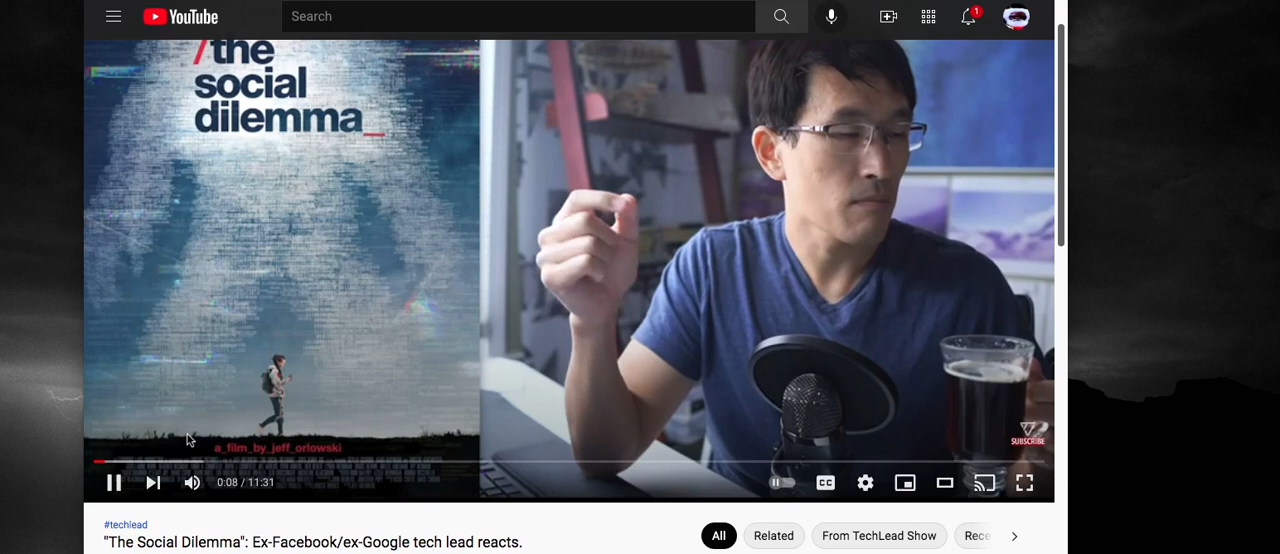 YouTube
Search
1
/the
social
dilemma_
a_film_by_jeff_orlowski
SUBSCRIBE
0:08 / 11:31
CC
#techlead
"The Social Dilemma": Ex-Facebook/ex-Google tech lead reacts.
All
Related
From TechLead Show
Rece